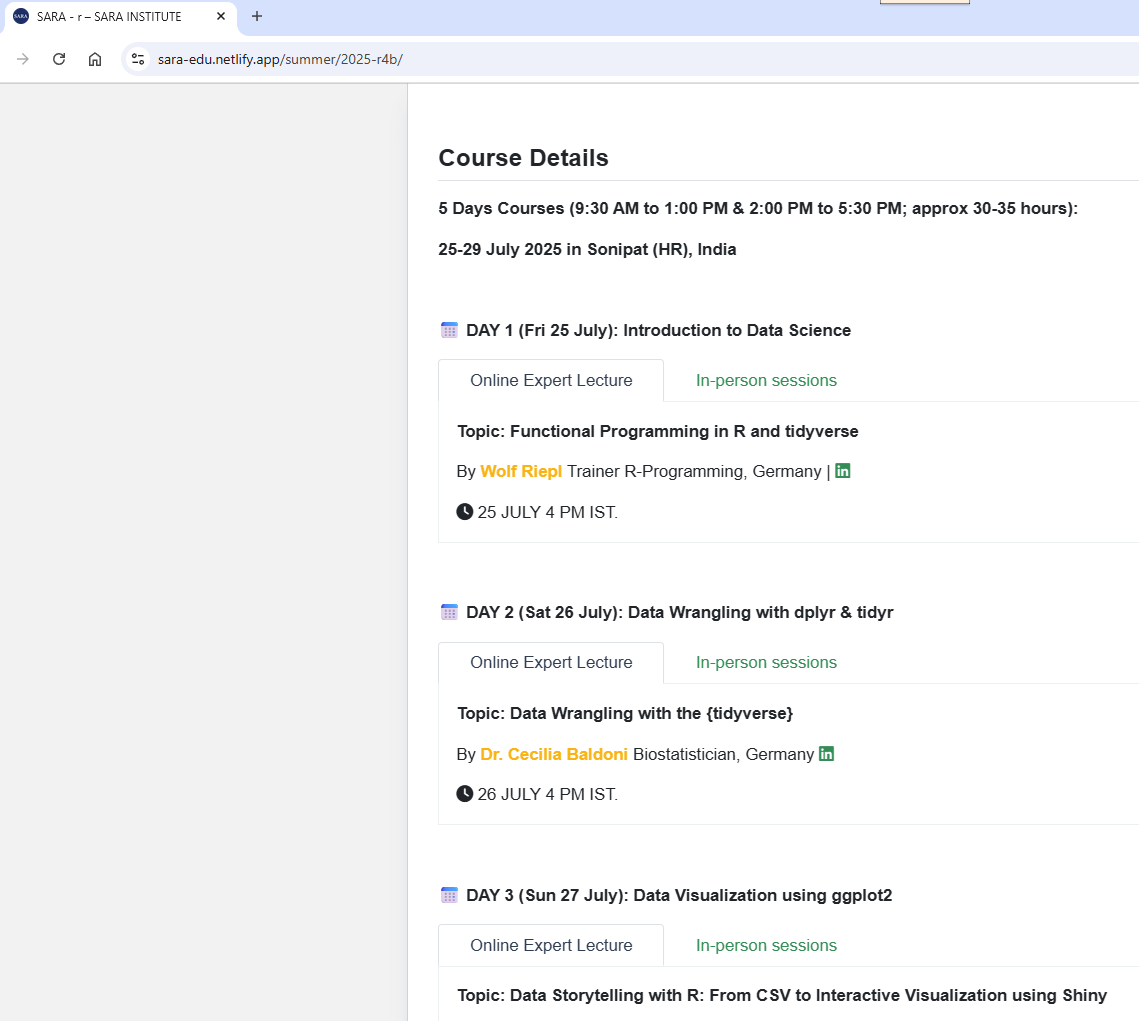 SARA - r – SARA INSTITUTE
sara-edu.netlify.app/summer/2025-r4b/
Course Details
5 Days Courses (9:30 AM to 1:00 PM & 2:00 PM to 5:30 PM; approx 30-35 hours):
25-29 July 2025 in Sonipat (HR), India
DAY 1 (Fri 25 July): Introduction to Data Science
Online Expert Lecture In-person sessions
Topic: Functional Programming in R and tidyverse
By Wolf Riepl Trainer R-Programming, Germany | in
25 JULY 4 PM IST.
DAY 2 (Sat 26 July): Data Wrangling with dplyr & tidyr
Online Expert Lecture In-person sessions
Topic: Data Wrangling with the {tidyverse}
By Dr. Cecilia Baldoni Biostatistician, Germany in
26 JULY 4 PM IST.
DAY 3 (Sun 27 July): Data Visualization using ggplot2
Online Expert Lecture In-person sessions
Topic: Data Storytelling with R: From CSV to Interactive Visualization using Shiny